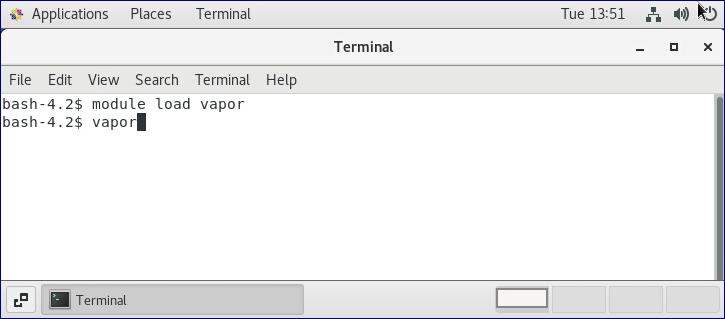 Applications Places Terminal Tue 13:51
Terminal
File Edit View Search Terminal Help
bash-4.2$ module load vapor
bash-4.2$ vapor
Terminal